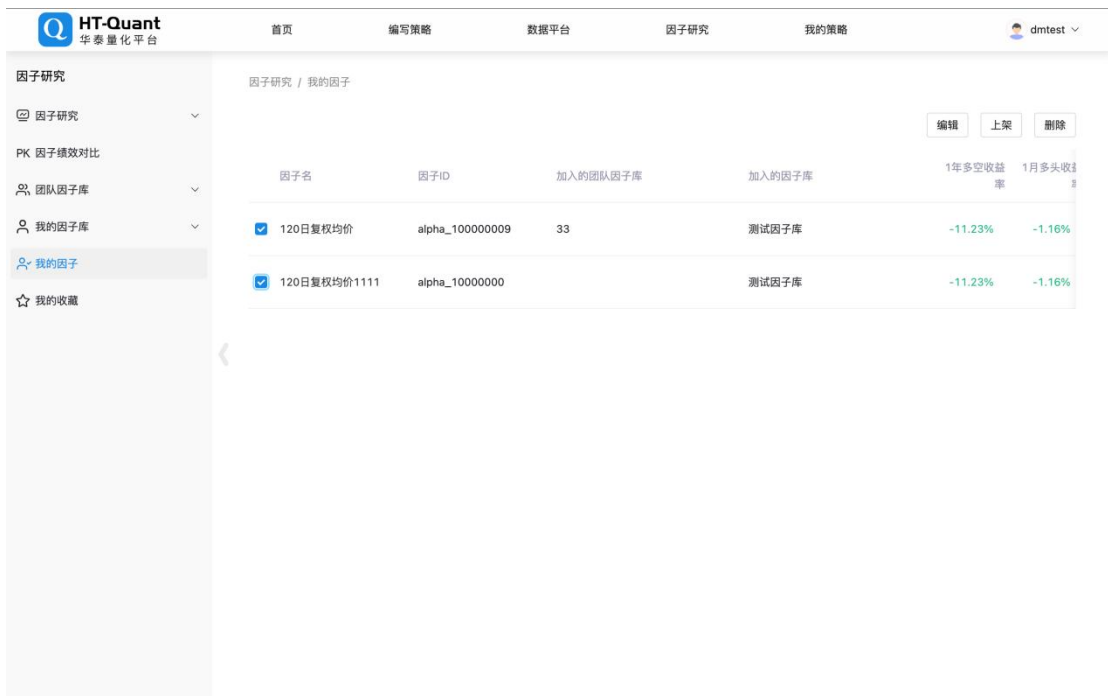 HT-Quant
华泰量化平台
首页
编写策略
数据平台
因子研究
我的策略
dmtest
因子研究
因子研究
PK 因子绩效对比
团队因子库
我的因子库
我的因子
我的收藏
因子研究 / 我的因子
编辑
上架
删除
因子名
因子ID
加入的团队因子库
加入的因子库
1年多空收益
率
1月多头收益
120日复权均价
alpha_100000009
33
测试因子库
-11.23%
-1.16%
120日复权均价1111
alpha_10000000
测试因子库
-11.23%
-1.16%